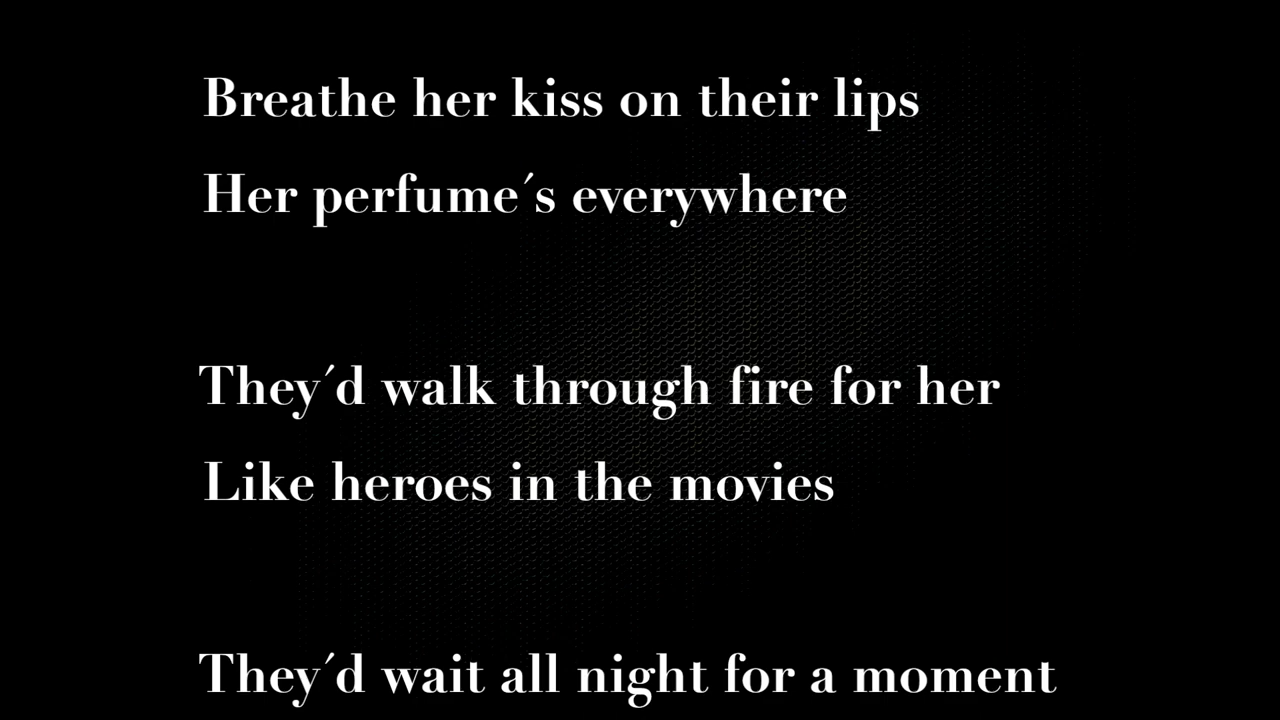 Breathe her kiss on their lips
Her perfume´s everywhere
They´d walk through fire for her
Like heroes in the movies
They´d wait all night for a moment